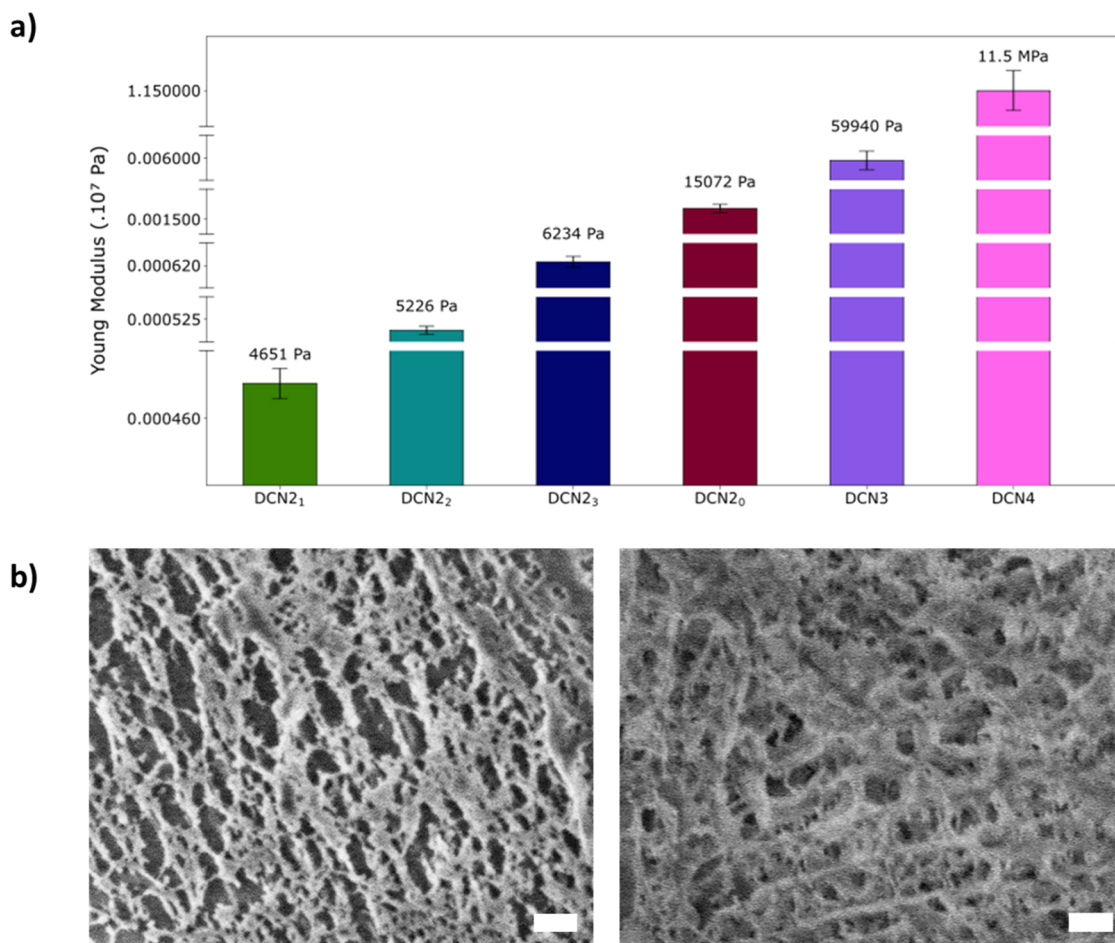 a)
11.5 MPa
1.150000
59940 Pa
0.006000
15072 Pa
0.001500
6234 Pa
0.000620
5226 Pa
0.000525
4651 Pa
0.000460
Young Modulus (.10⁷ Pa)
DCN2₁ DCN2₂ DCN2₃ DCN2₀ DCN3 DCN4
b)